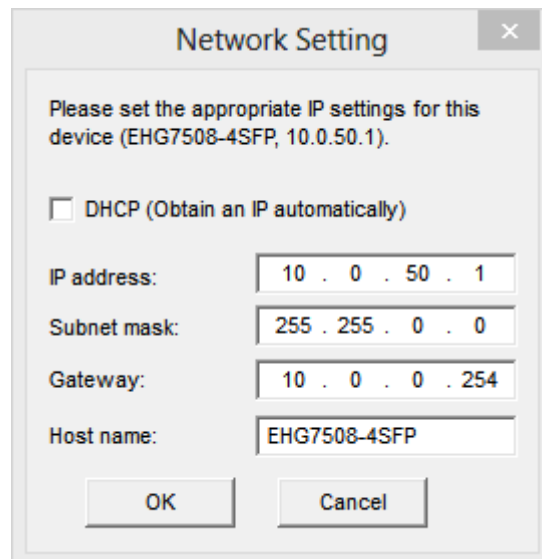 Network Setting
Please set the appropriate IP settings for this
device (EHG7508-4SFP, 10.0.50.1).
DHCP (Obtain an IP automatically)
IP address: 10 . 0 . 50 . 1
Subnet mask: 255 . 255 . 0 . 0
Gateway: 10 . 0 . 0 . 254
Host name: EHG7508-4SFP
OK Cancel